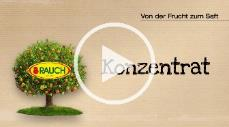 Von der Frucht zum Saft
RAUCH
Konzentrat